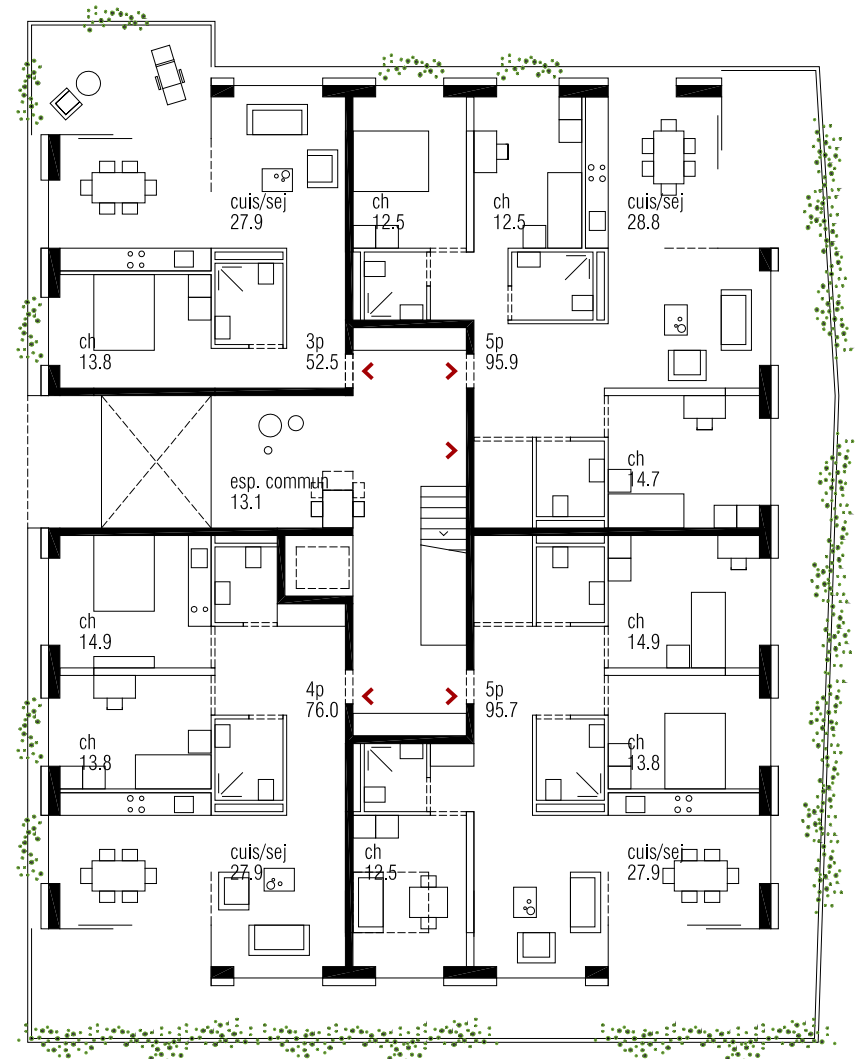 cuis/sej
27.9
ch
12.5
ch
12.5
cuis/sej
28.8
ch
13.8
3p
52.5
5p
95.9
esp. commun
13.1
ch
14.7
ch
14.9
ch
14.9
4p
76.0
5p
95.7
ch
13.8
ch
13.8
cuis/sej
27.9
ch
12.5
cuis/sej
27.9